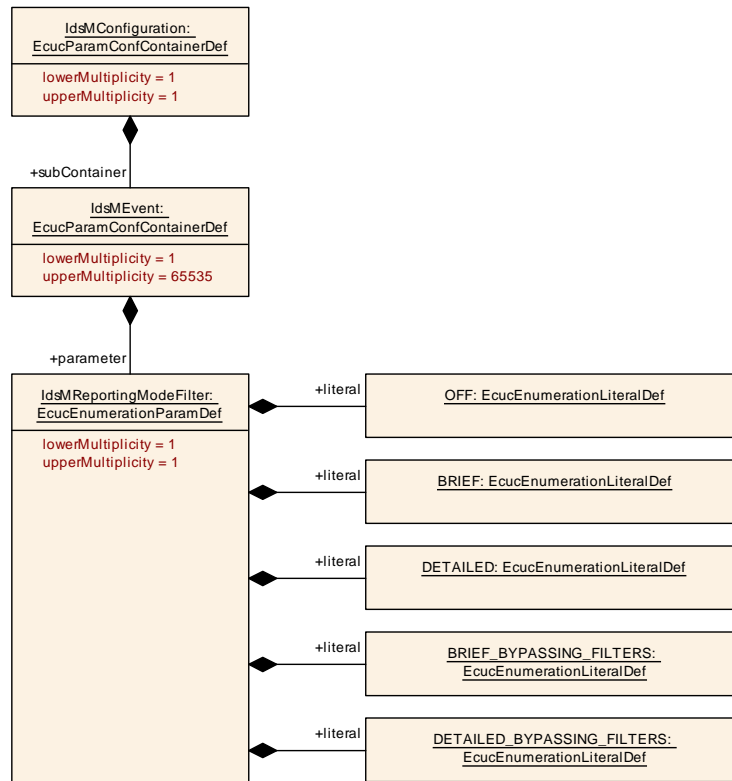 IdsMConfiguration:
EcucParamConfContainerDef
lowerMultiplicity = 1
upperMultiplicity = 1
+subContainer
IdsMEvent:
EcucParamConfContainerDef
lowerMultiplicity = 1
upperMultiplicity = 65535
+parameter
IdsMReportingModeFilter:
EcucEnumerationParamDef
lowerMultiplicity = 1
upperMultiplicity = 1
+literal
OFF: EcucEnumerationLiteralDef
+literal
BRIEF: EcucEnumerationLiteralDef
+literal
DETAILED: EcucEnumerationLiteralDef
+literal
BRIEF_BYPASSING_FILTERS:
EcucEnumerationLiteralDef
+literal
DETAILED_BYPASSING_FILTERS:
EcucEnumerationLiteralDef